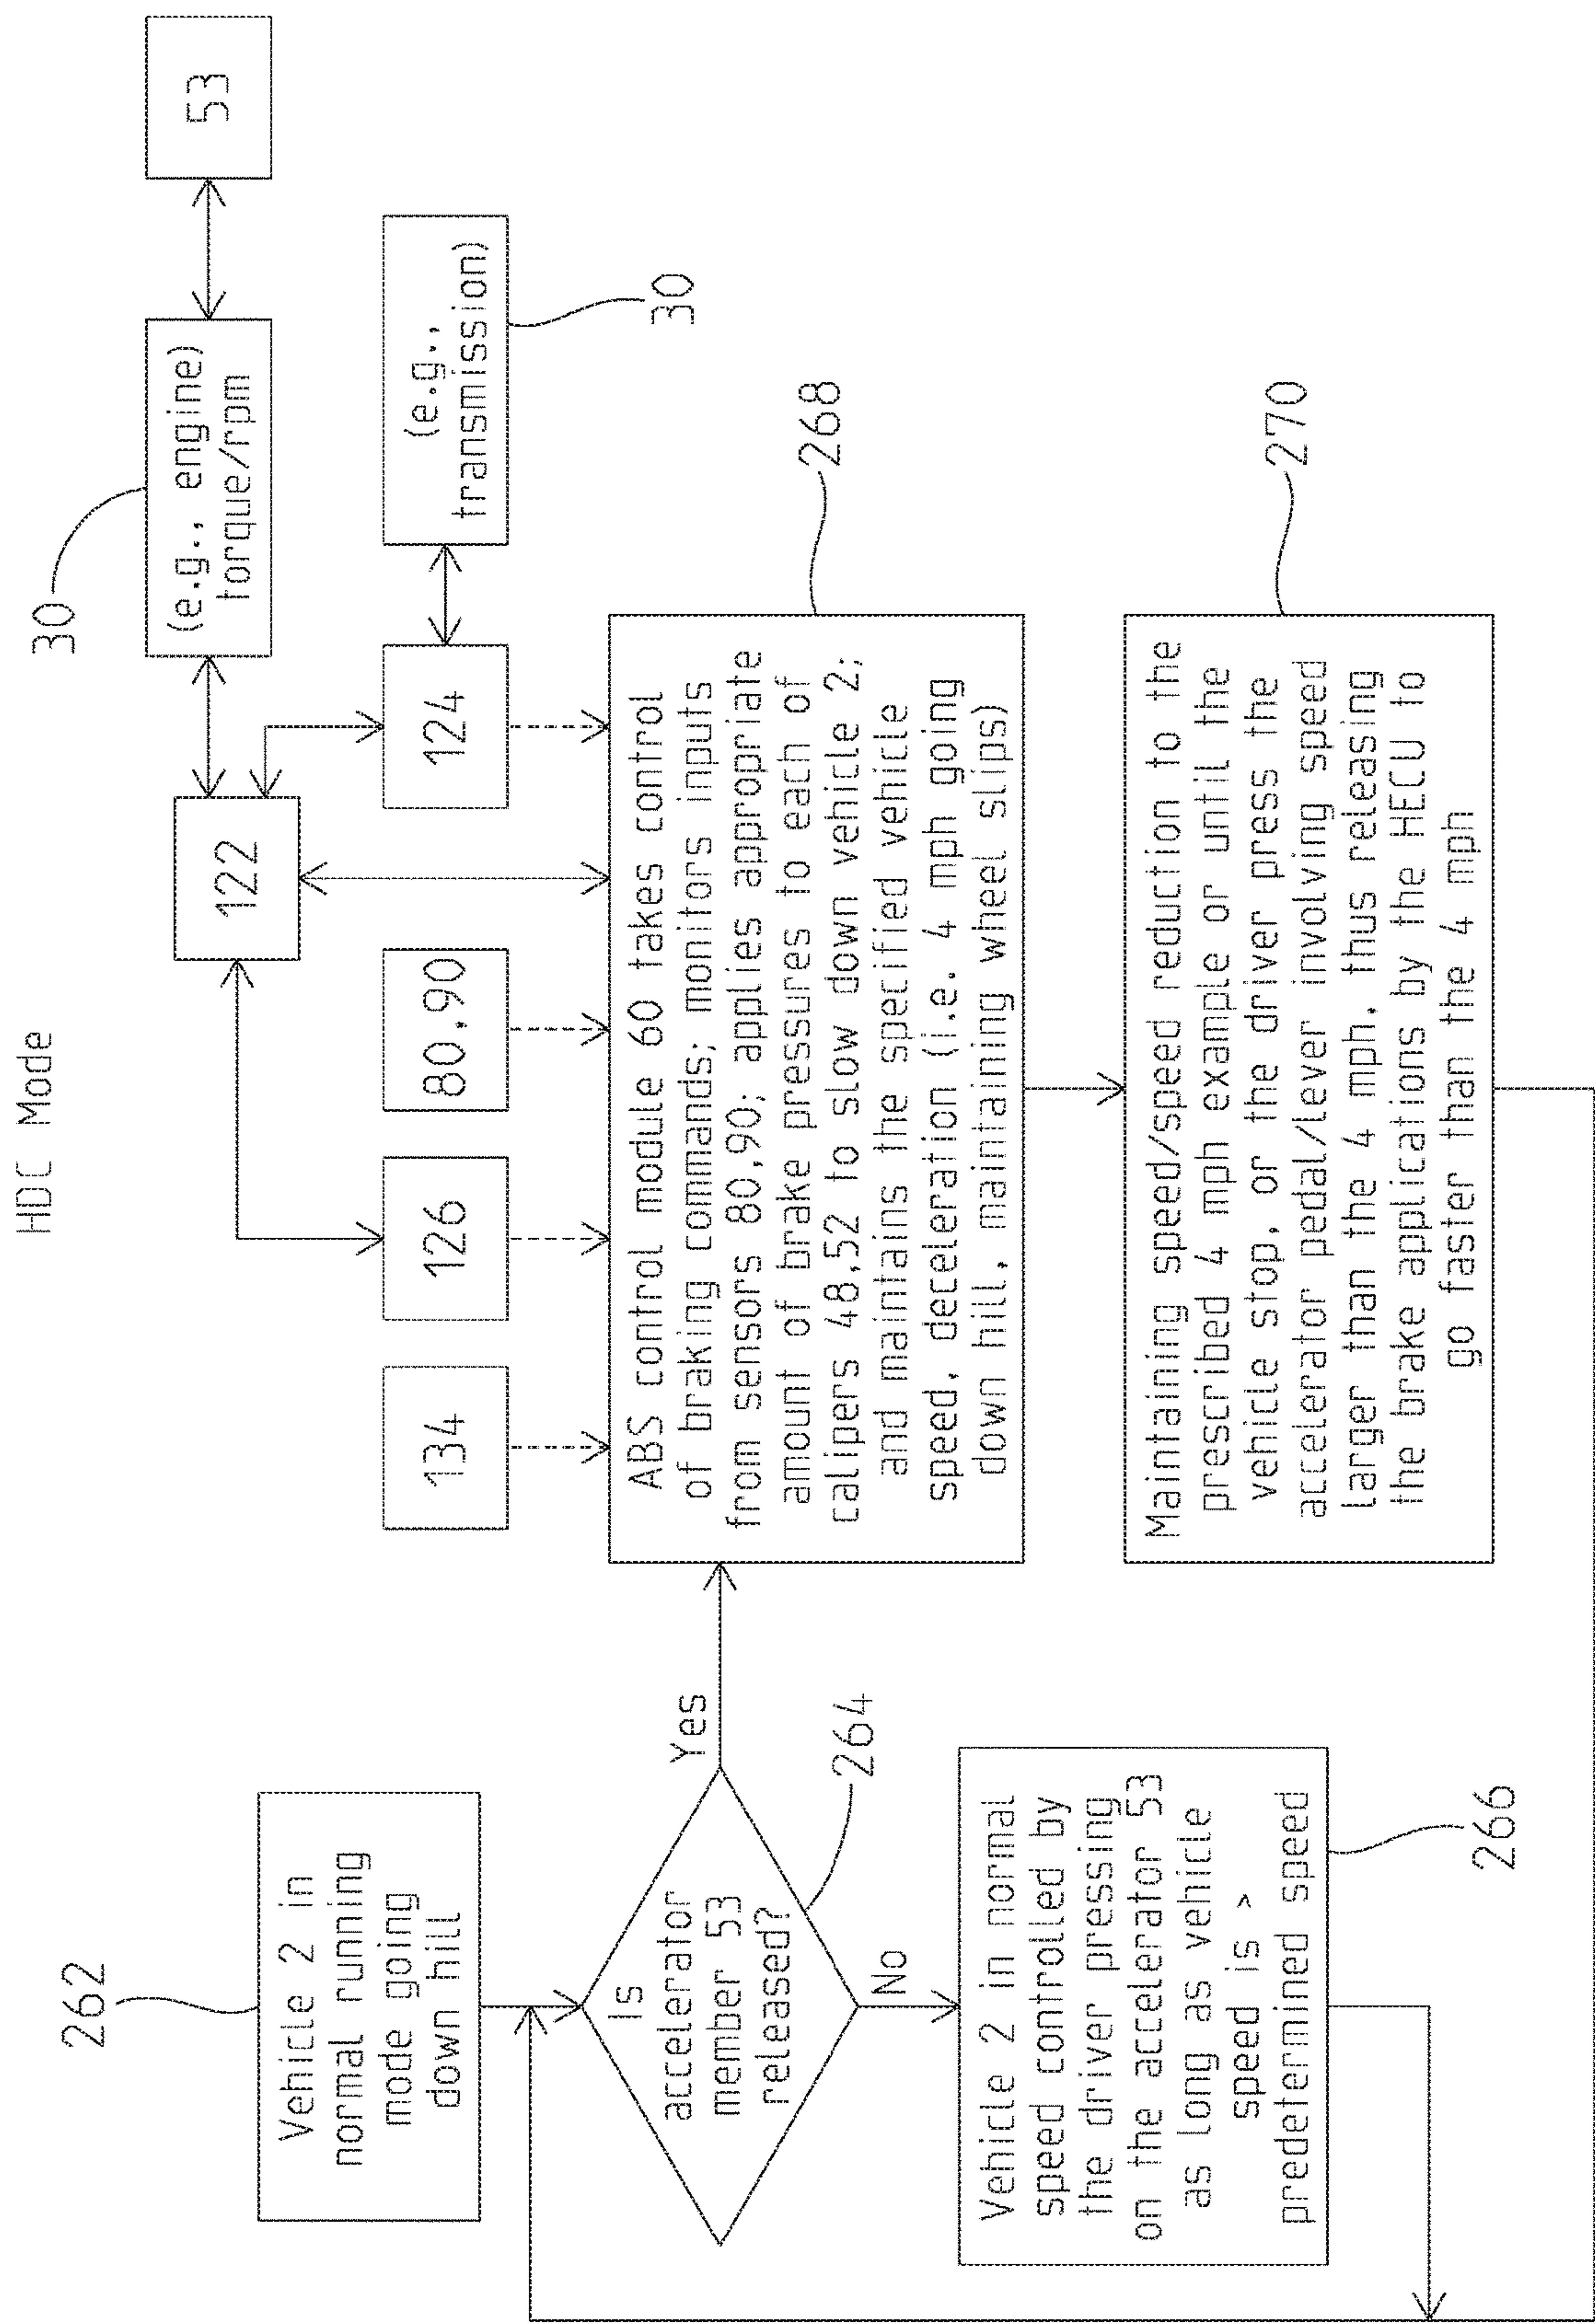 HDC Mode
262
Vehicle 2 in
normal running
mode going
down hill
Is
accelerator
member 53
released?
Yes
No
264
Vehicle 2 in normal
speed controlled by
the driver pressing
on the accelerator 53
as long as vehicle
speed is >
predetermined speed
266
30
(e.g., engine)
torque/rpm
53
122
134
126
80,90
124
(e.g.,
transmission)
30
ABS control module 60 takes control
of braking commands; monitors inputs
from sensors 80,90; applies appropriate
amount of brake pressures to each of
calipers 48,52 to slow down vehicle 2;
and maintains the specified vehicle
speed, deceleration (i.e. 4 mph going
down hill, maintaining wheel slips)
268
Maintaining speed/speed reduction to the
prescribed 4 mph example or until the
vehicle stop, or the driver press the
accelerator pedal/lever involving speed
larger than the 4 mph, thus releasing
the brake applications by the HECU to
go faster than the 4 mph
270